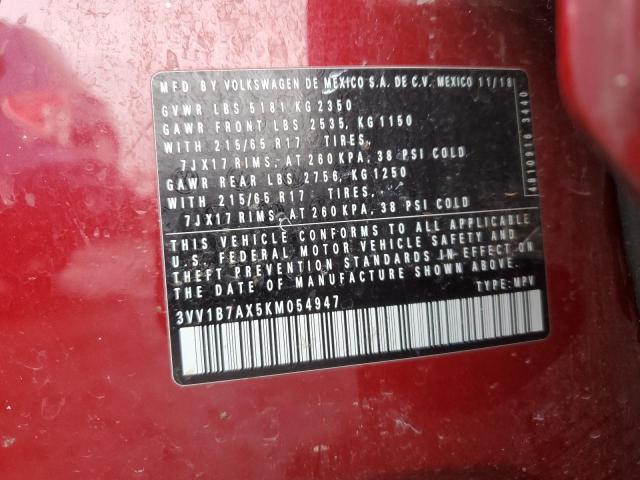 MFD BY VOLKSWAGEN DE MEXICO S.A. DE C.V. MEXICO 11/18
GVWR LBS 5181 KG 2350
GAWR FRONT LBS 2535, KG 1150
WITH 215/65 R17 TIRES,
7JX17 RIMS, AT 260 KPA, 38 PSI COLD
GAWR REAR LBS 2756, KG 1250
WITH 215/65 R17 TIRES,
7JX17 RIMS, AT 260 KPA, 38 PSI COLD
THIS VEHICLE CONFORMS TO ALL APPLICABLE
U.S. FEDERAL MOTOR VEHICLE SAFETY AND
THEFT PREVENTION STANDARDS IN EFFECT ON
THE DATE OF MANUFACTURE SHOWN ABOVE.
3VV1B7AX5KM054947 TYPE: MPV
4810916 3440